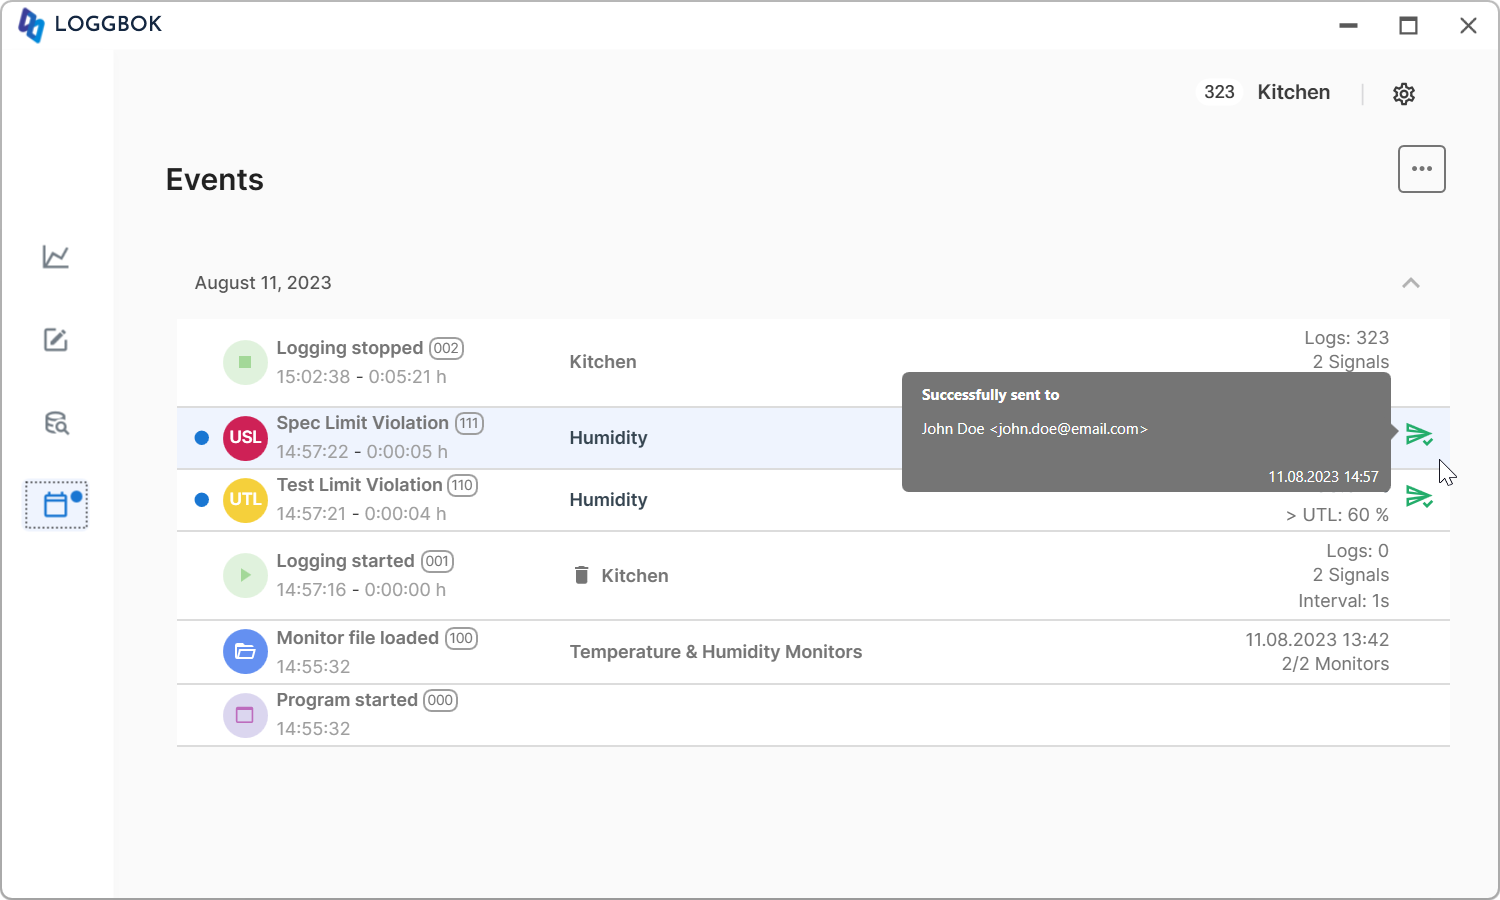 LOGGBOK
323 Kitchen
Events
August 11, 2023
Logging stopped 002
15:02:38 - 0:05:21 h
Kitchen
Logs: 323
2 Signals
Successfully sent to
John Doe <john.doe@email.com>
11.08.2023 14:57
USL
Spec Limit Violation 111
14:57:22 - 0:00:05 h
Humidity
UTL
Test Limit Violation 110
14:57:21 - 0:00:04 h
Humidity
> UTL: 60 %
Logging started 001
14:57:16 - 0:00:00 h
Kitchen
Logs: 0
2 Signals
Interval: 1s
Monitor file loaded 100
14:55:32
Temperature & Humidity Monitors
11.08.2023 13:42
2/2 Monitors
Program started 000
14:55:32